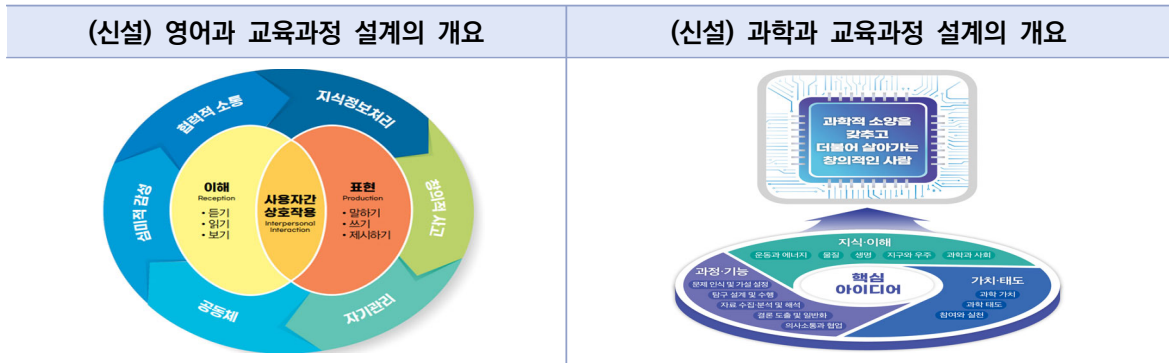 (신설) 영어과 교육과정 설계의 개요
협력적 소통
지식정보처리
창의적 사고
자기관리
공동체
심미적 감성
이해
Reception
• 듣기
• 읽기
• 보기
사용자간
상호작용
Interpersonal
Interaction
표현
Production
• 말하기
• 쓰기
• 제시하기
(신설) 과학과 교육과정 설계의 개요
과학적 소양을
갖추고
더불어 살아가는
창의적인 사람
지식·이해
운동과 에너지 물질 생명 지구와 우주 과학과 사회
과정·기능
문제 인식 및 가설 설정
탐구 설계 및 수행
자료 수집·분석 및 해석
결론 도출 및 일반화
의사소통과 협업
핵심
아이디어
가치·태도
과학 가치
과학 태도
참여와 실천